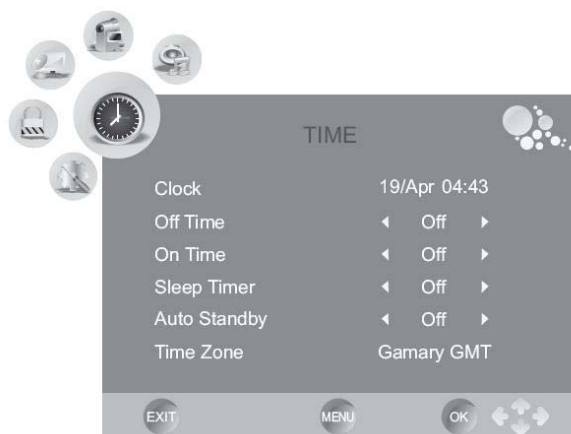 TIME
Clock 19/Apr 04:43
Off Time Off
On Time Off
Sleep Timer Off
Auto Standby Off
Time Zone Gamary GMT
EXIT MENU OK